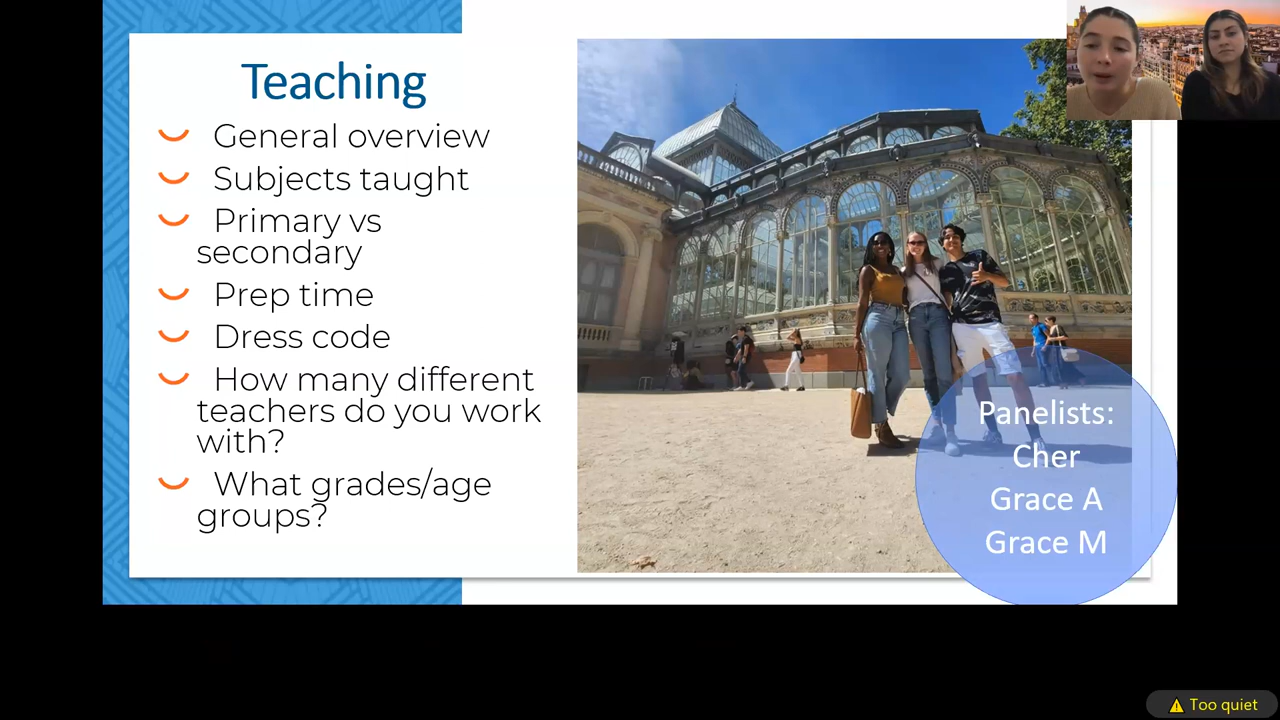 Teaching
General overview
Subjects taught
Primary vs
secondary
Prep time
Dress code
How many different
teachers do you work
with?
What grades/age
groups?
Panelists:
Cher
Grace A
Grace M
Too quiet